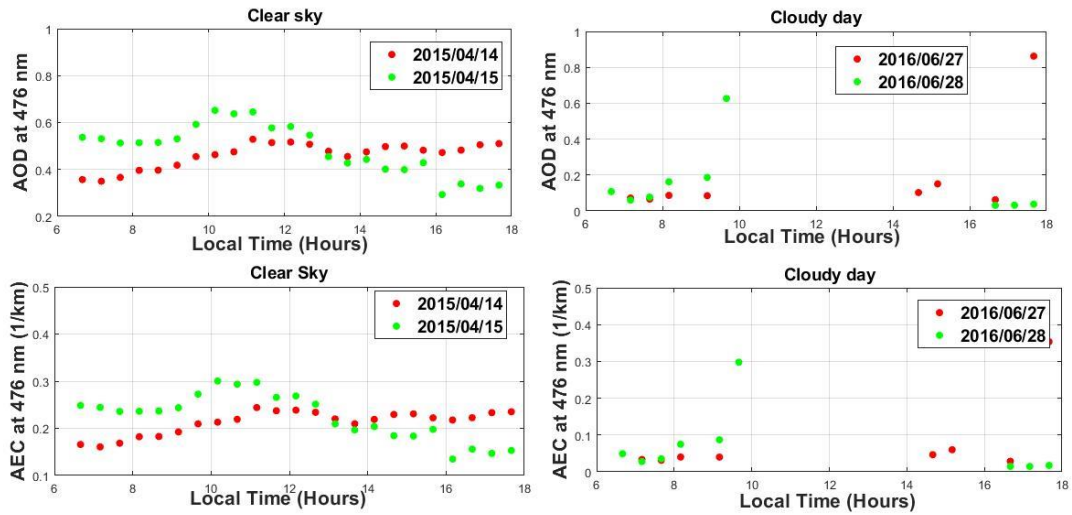 Clear sky
1
0.8
0.6
0.4
0.2
AOD at 476 nm
2015/04/14
2015/04/15
6 8 10 12 14 16 18
Local Time (Hours)
Cloudy day
1
0.8
0.6
0.4
0.2
0
AOD at 476 nm
2016/06/27
2016/06/28
6 8 10 12 14 16 18
Local Time (Hours)
Clear Sky
0.5
0.4
0.3
0.2
0.1
AEC at 476 nm (1/km)
2015/04/14
2015/04/15
6 8 10 12 14 16 18
Local Time (Hours)
Cloudy day
0.5
0.4
0.3
0.2
0.1
0
AEC at 476 nm (1/km)
2016/06/27
2016/06/28
6 8 10 12 14 16 18
Local Time (Hours)